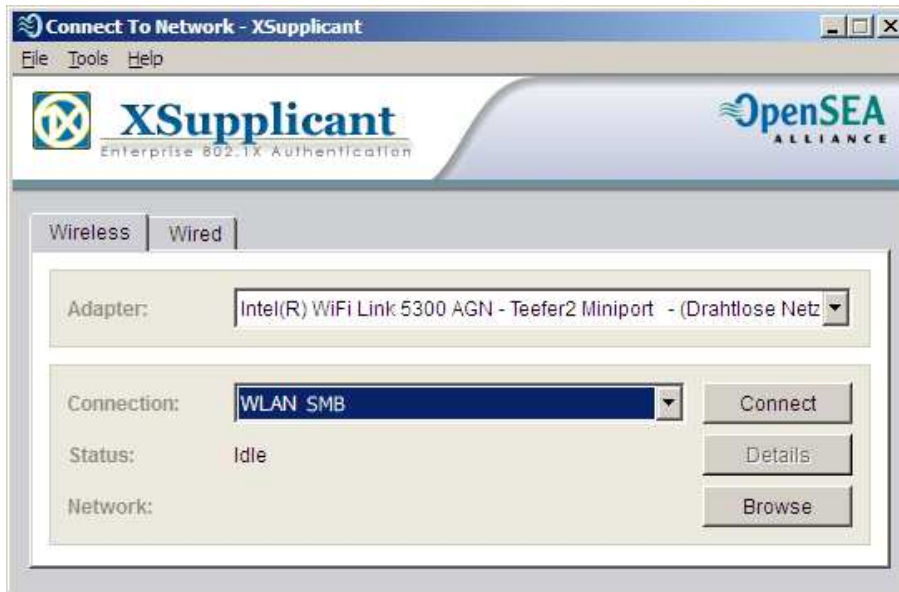 Connect To Network - XSupplicant
File Tools Help
1X XSupplicant
Enterprise 802.1X Authentication
OpenSEA
ALLIANCE
Wireless Wired
Adapter: Intel(R) WiFi Link 5300 AGN - Teefer2 Miniport - (Drahtlose Netz
Connection: WLAN SMB Connect
Status: Idle Details
Network: Browse